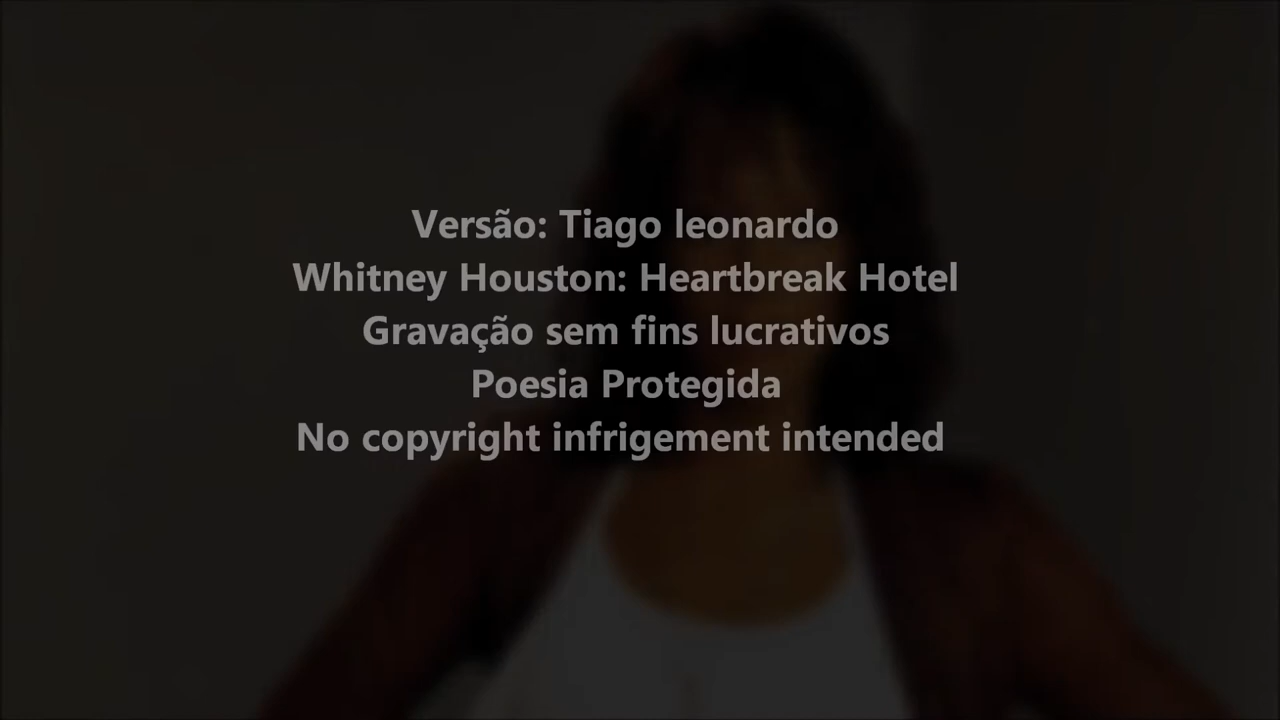 Versão: Tiago leonardo
Whitney Houston: Heartbreak Hotel
Gravação sem fins lucrativos
Poesia Protegida
No copyright infrigement intended